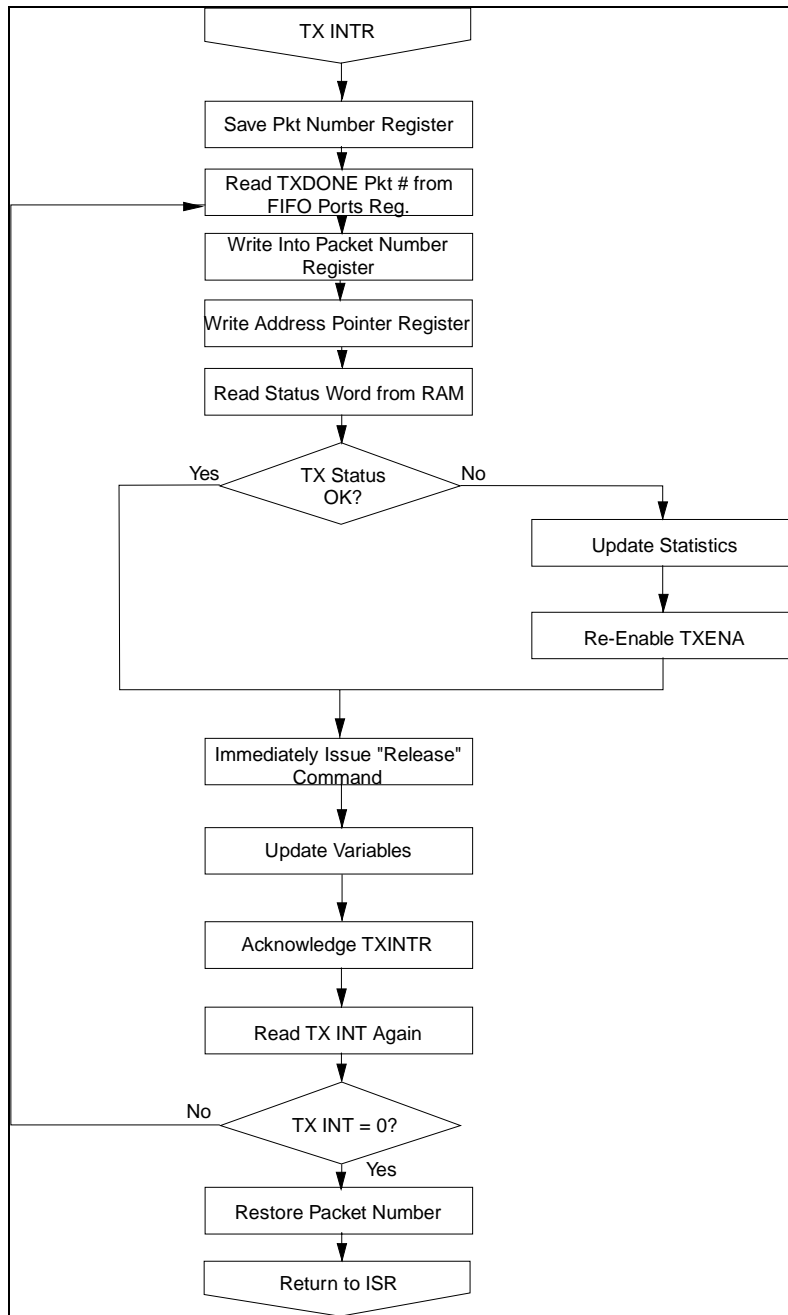 TX INTR
Save Pkt Number Register
Read TXDONE Pkt # from
FIFO Ports Reg.
Write Into Packet Number
Register
Write Address Pointer Register
Read Status Word from RAM
Yes
TX Status
OK?
No
Update Statistics
Re-Enable TXENA
Immediately Issue "Release"
Command
Update Variables
Acknowledge TXINTR
Read TX INT Again
No
TX INT = 0?
Yes
Restore Packet Number
Return to ISR